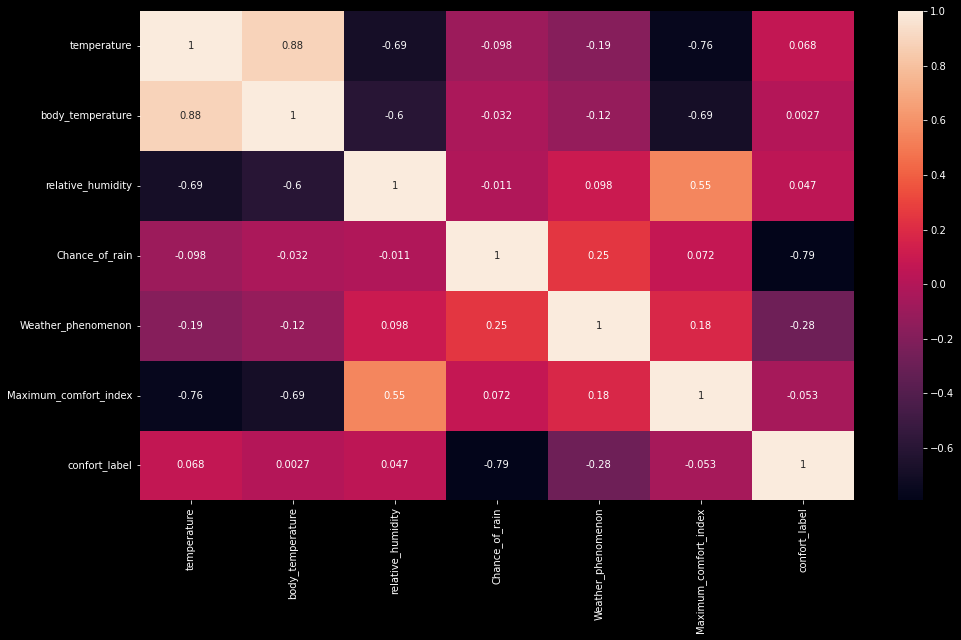 temperature 1 0.88 -0.69 -0.098 -0.19 -0.76 0.068
body_temperature 0.88 1 -0.6 -0.032 -0.12 -0.69 0.0027
relative_humidity -0.69 -0.6 1 -0.011 0.098 0.55 0.047
Chance_of_rain -0.098 -0.032 -0.011 1 0.25 0.072 -0.79
Weather_phenomenon -0.19 -0.12 0.098 0.25 1 0.18 -0.28
Maximum_comfort_index -0.76 -0.69 0.55 0.072 0.18 1 -0.053
confort_label 0.068 0.0027 0.047 -0.79 -0.28 -0.053 1
temperature
body_temperature
relative_humidity
Chance_of_rain
Weather_phenomenon
Maximum_comfort_index
confort_label
1.0
0.8
0.6
0.4
0.2
0.0
-0.2
-0.4
-0.6